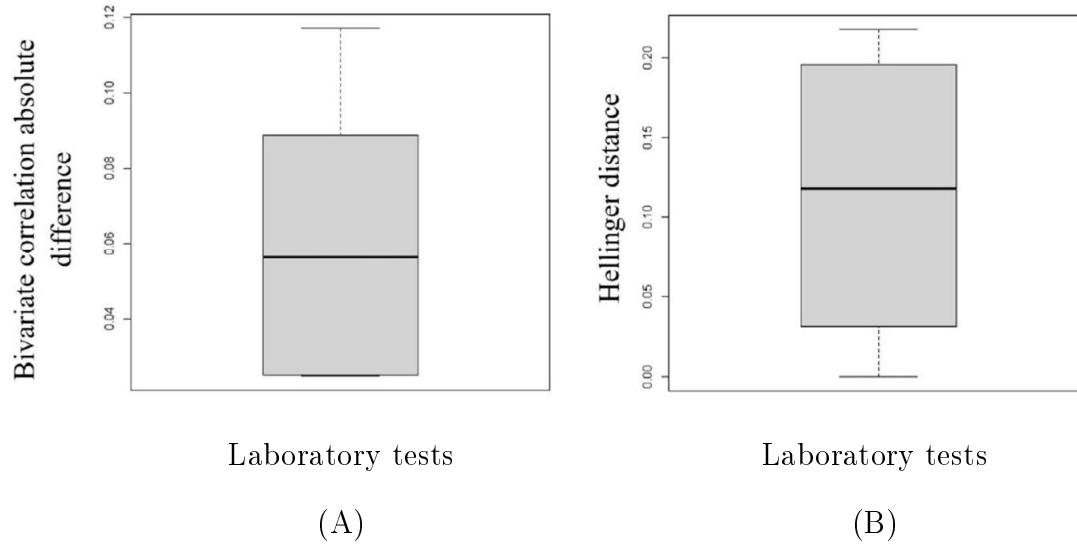 Bivariate correlation absolute
difference
0.12
0.10
0.08
0.06
0.04
Laboratory tests
(A)
Hellinger distance
0.20
0.15
0.10
0.05
0.00
Laboratory tests
(B)